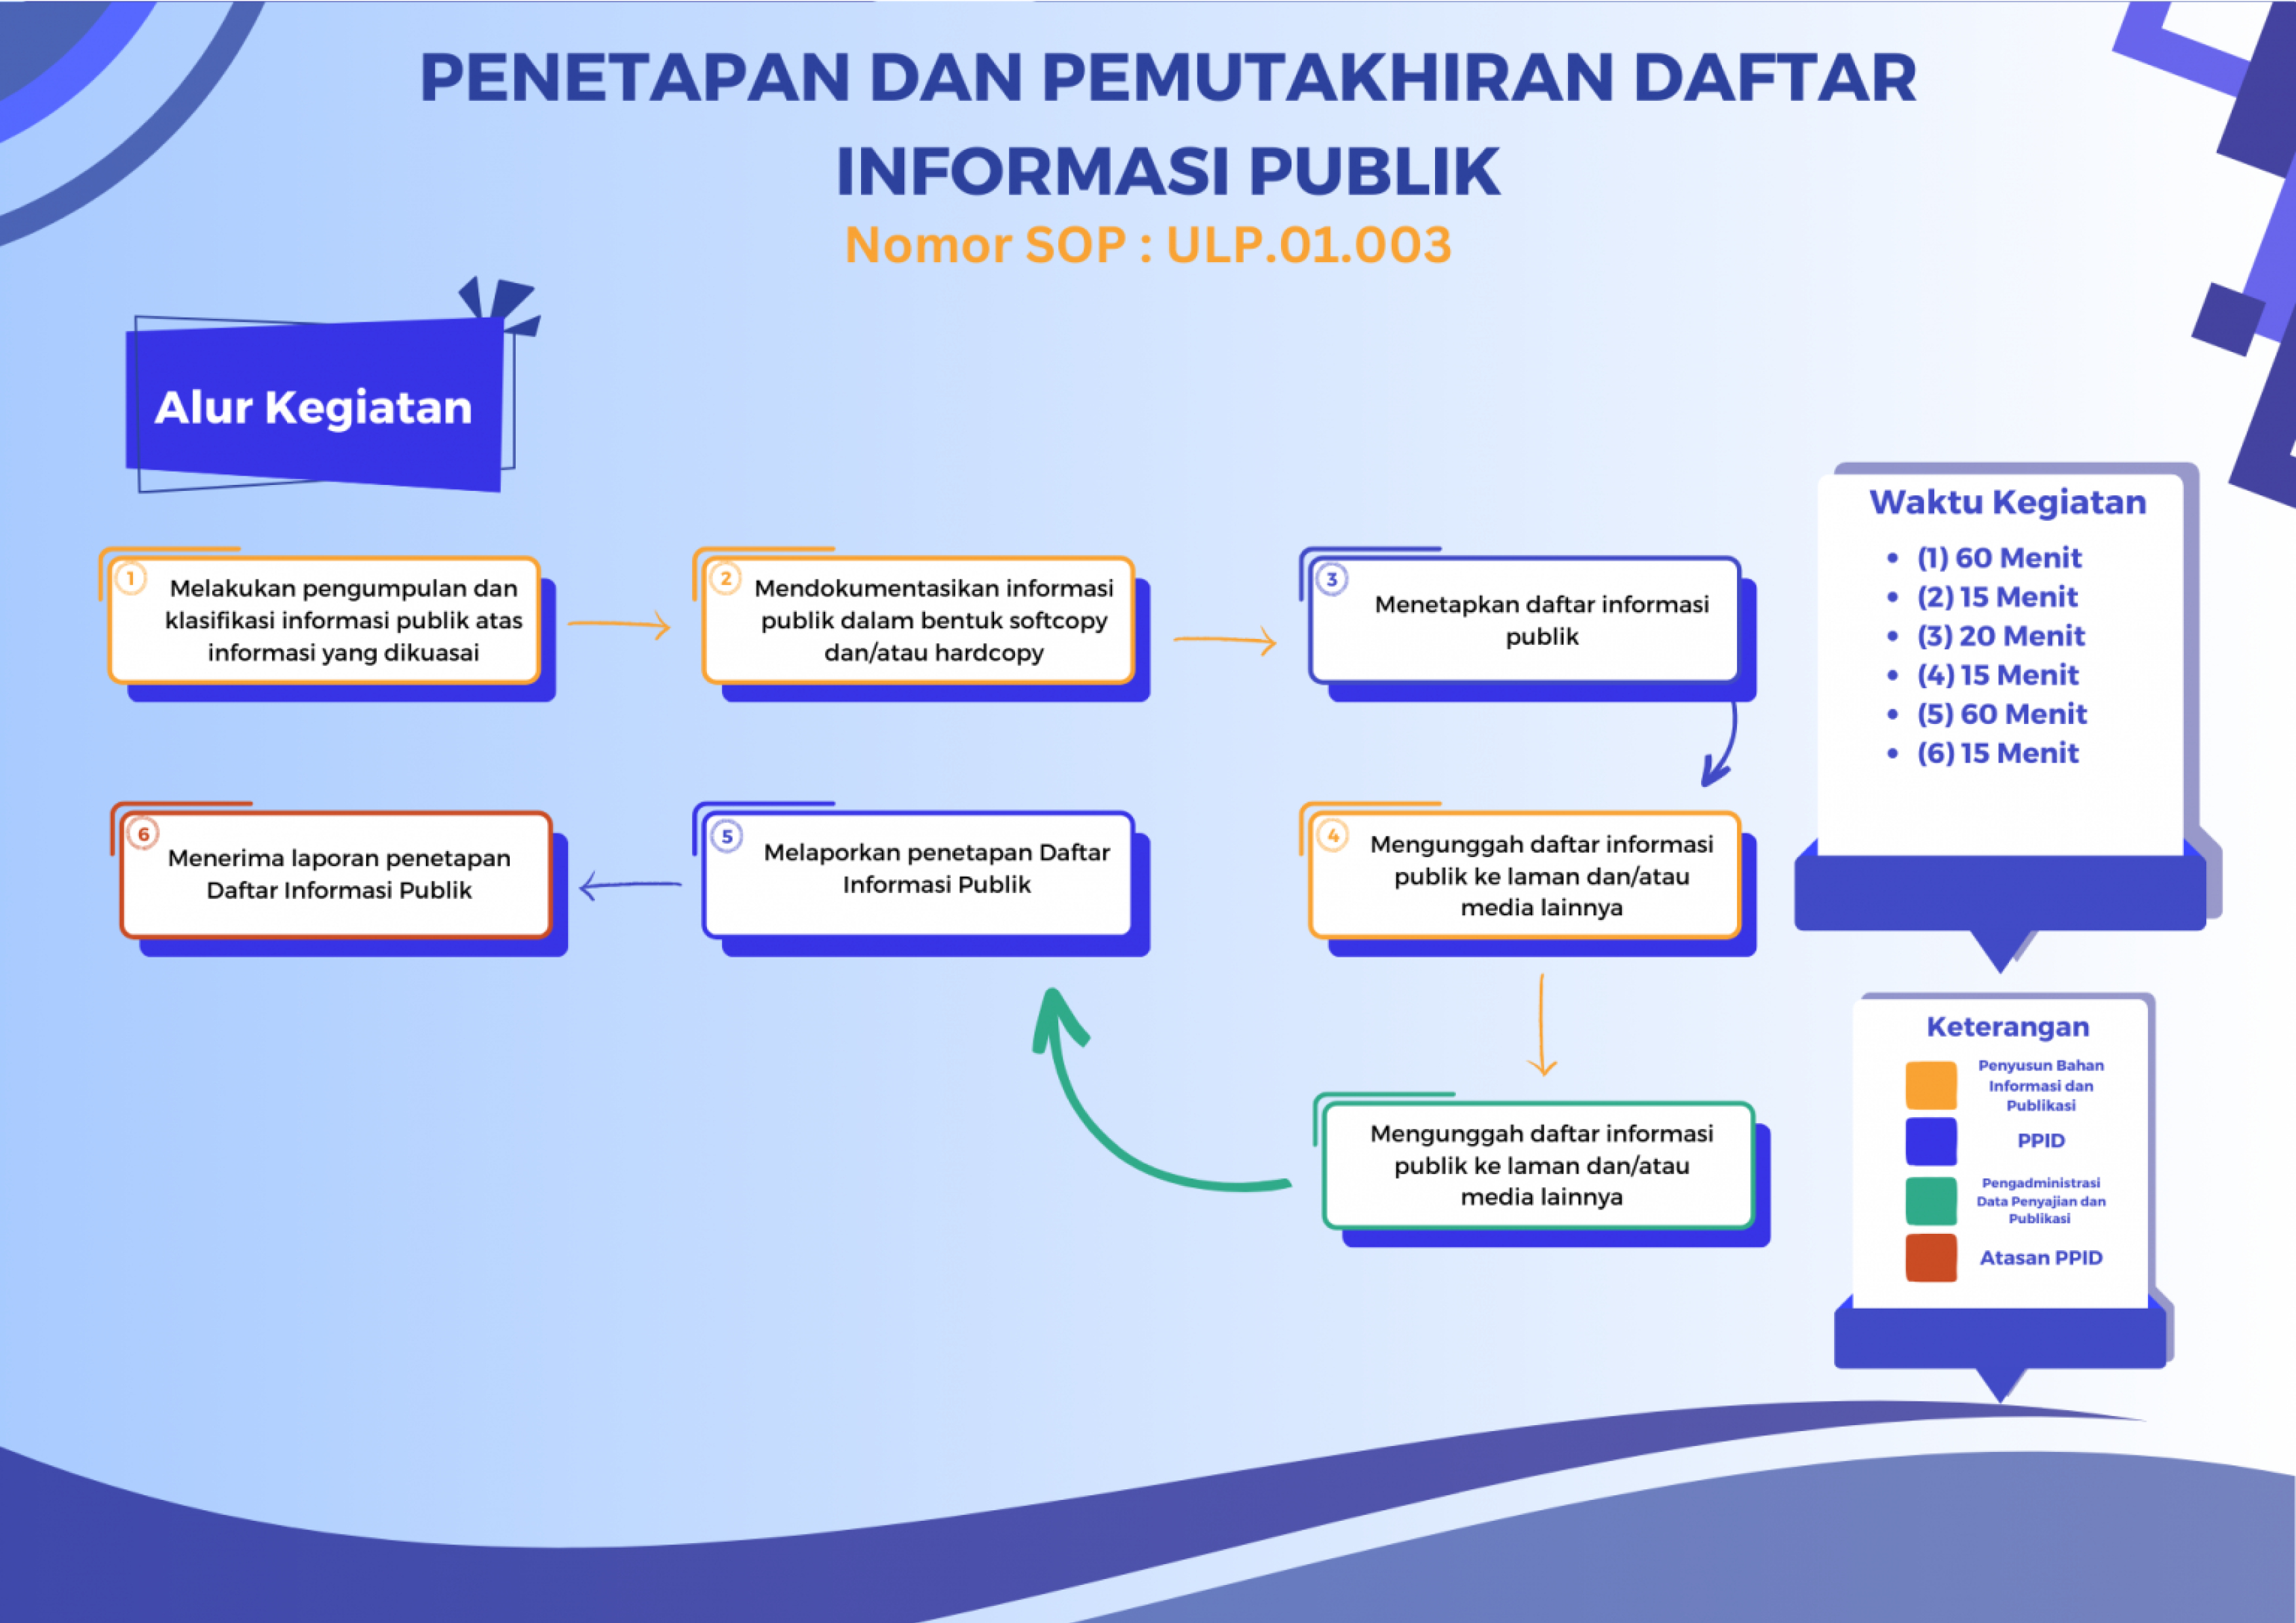 PENETAPAN DAN PEMUTAKHIRAN DAFTAR
INFORMASI PUBLIK
Nomor SOP : ULP.01.003
Alur Kegiatan
1
Melakukan pengumpulan dan
klasifikasi informasi publik atas
informasi yang dikuasai
2
Mendokumentasikan informasi
publik dalam bentuk softcopy
dan/atau hardcopy
3
Menetapkan daftar informasi
publik
4
Mengunggah daftar informasi
publik ke laman dan/atau
media lainnya
Mengunggah daftar informasi
publik ke laman dan/atau
media lainnya
5
Melaporkan penetapan Daftar
Informasi Publik
6
Menerima laporan penetapan
Daftar Informasi Publik
Waktu Kegiatan
• (1) 60 Menit
• (2) 15 Menit
• (3) 20 Menit
• (4) 15 Menit
• (5) 60 Menit
• (6) 15 Menit
Keterangan
Penyusun Bahan
Informasi dan
Publikasi
PPID
Pengadministrasi
Data Penyajian dan
Publikasi
Atasan PPID